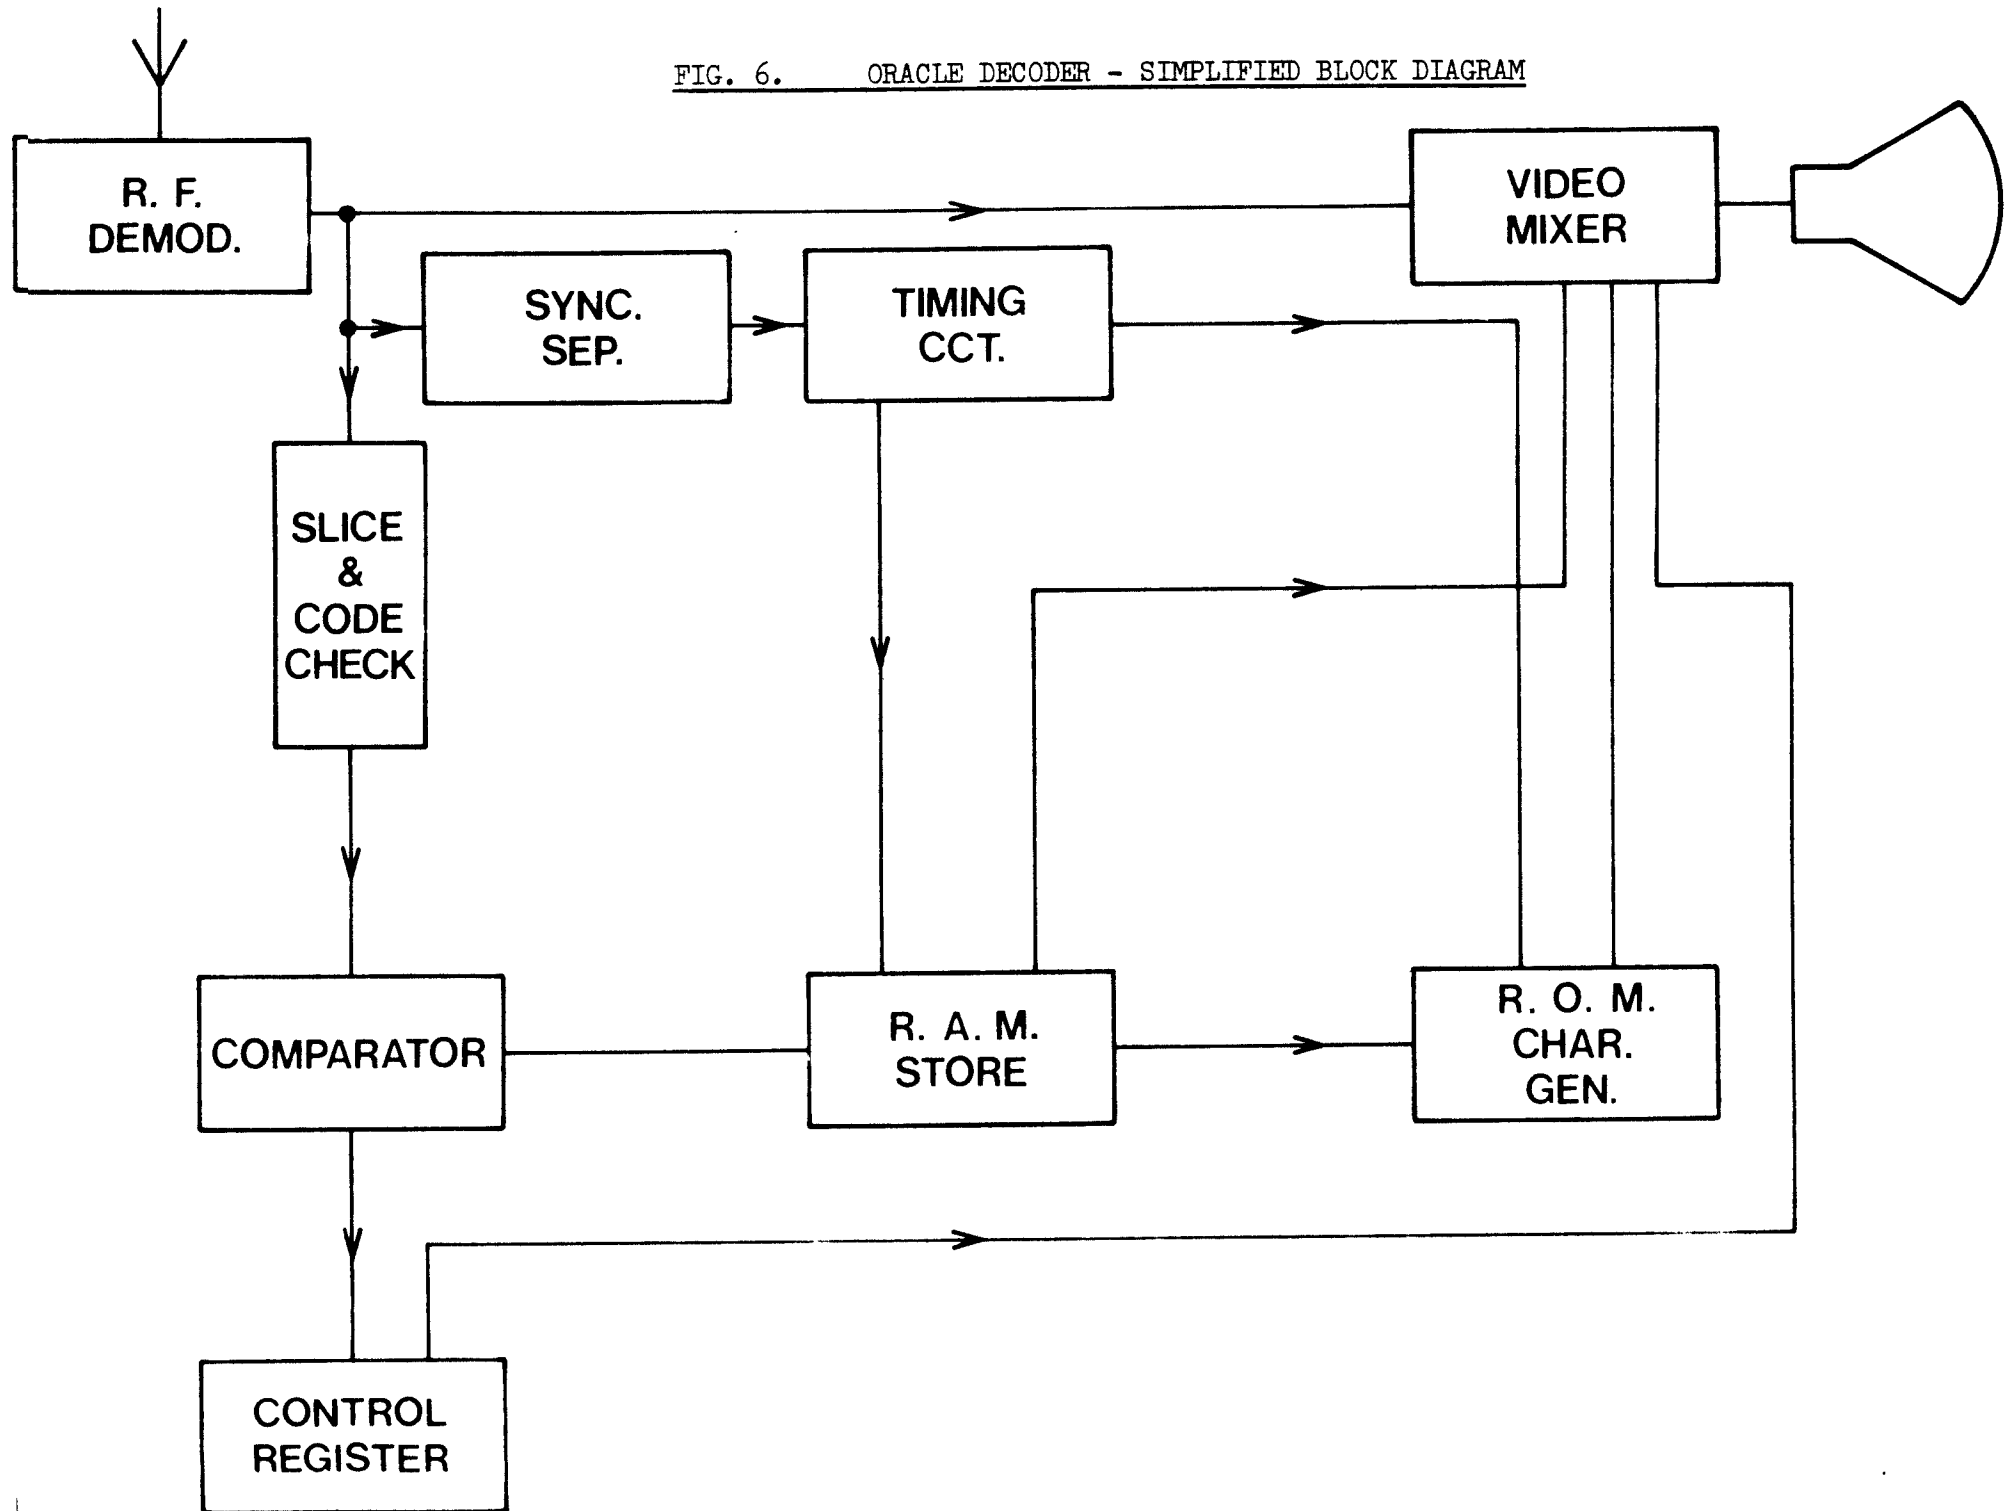 FIG. 6. ORACLE DECODER - SIMPLIFIED BLOCK DIAGRAM
R. F.
DEMOD.
VIDEO
MIXER
SYNC.
SEP.
TIMING
CCT.
SLICE
&
CODE
CHECK
COMPARATOR
R. A. M.
STORE
R. O. M.
CHAR.
GEN.
CONTROL
REGISTER